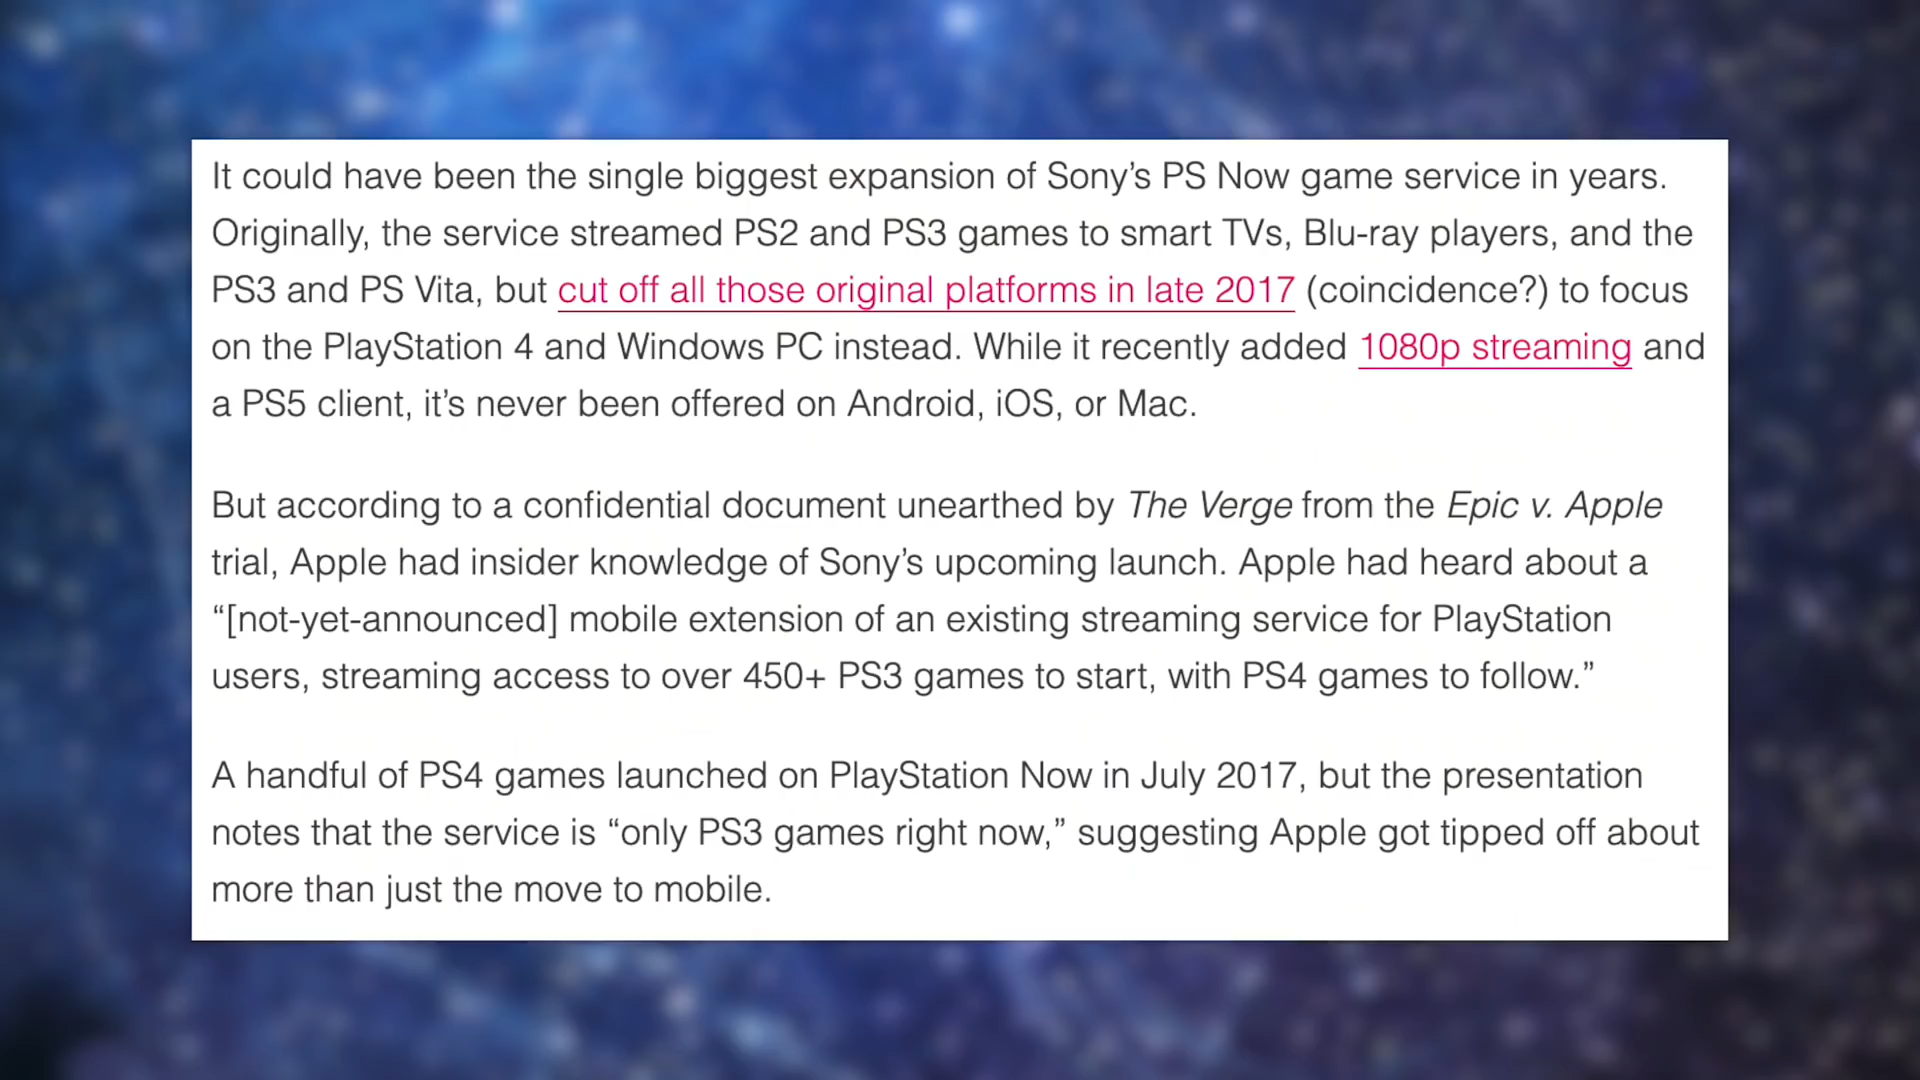 It could have been the single biggest expansion of Sony’s PS Now game service in years.
Originally, the service streamed PS2 and PS3 games to smart TVs, Blu-ray players, and the
PS3 and PS Vita, but cut off all those original platforms in late 2017 (coincidence?) to focus
on the PlayStation 4 and Windows PC instead. While it recently added 1080p streaming and
a PS5 client, it’s never been offered on Android, iOS, or Mac.
But according to a confidential document unearthed by The Verge from the Epic v. Apple
trial, Apple had insider knowledge of Sony’s upcoming launch. Apple had heard about a
“[not-yet-announced] mobile extension of an existing streaming service for PlayStation
users, streaming access to over 450+ PS3 games to start, with PS4 games to follow.”
A handful of PS4 games launched on PlayStation Now in July 2017, but the presentation
notes that the service is “only PS3 games right now,” suggesting Apple got tipped off about
more than just the move to mobile.